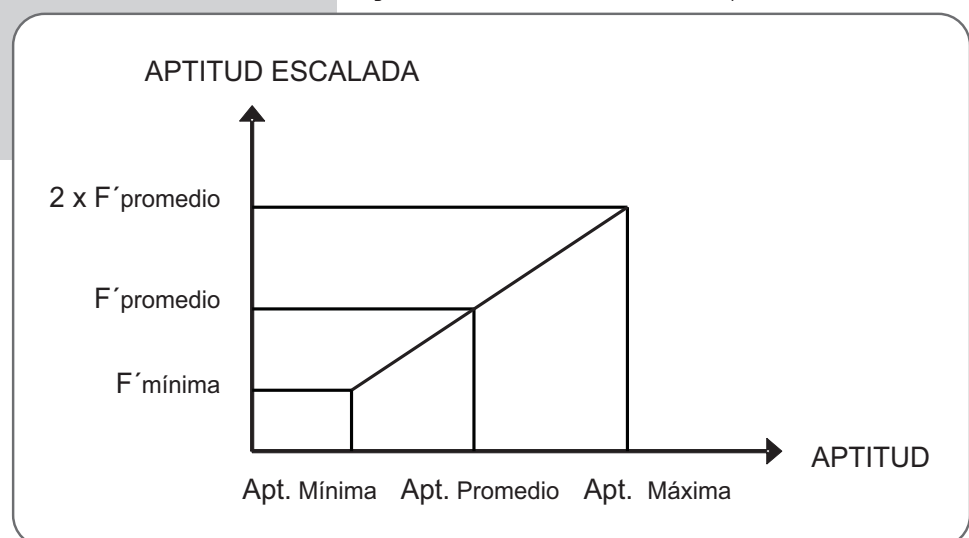 APTITUD ESCALADA
2 x F´promedio
F´promedio
F´mínima
APTITUD
Apt. Mínima Apt. Promedio Apt. Máxima